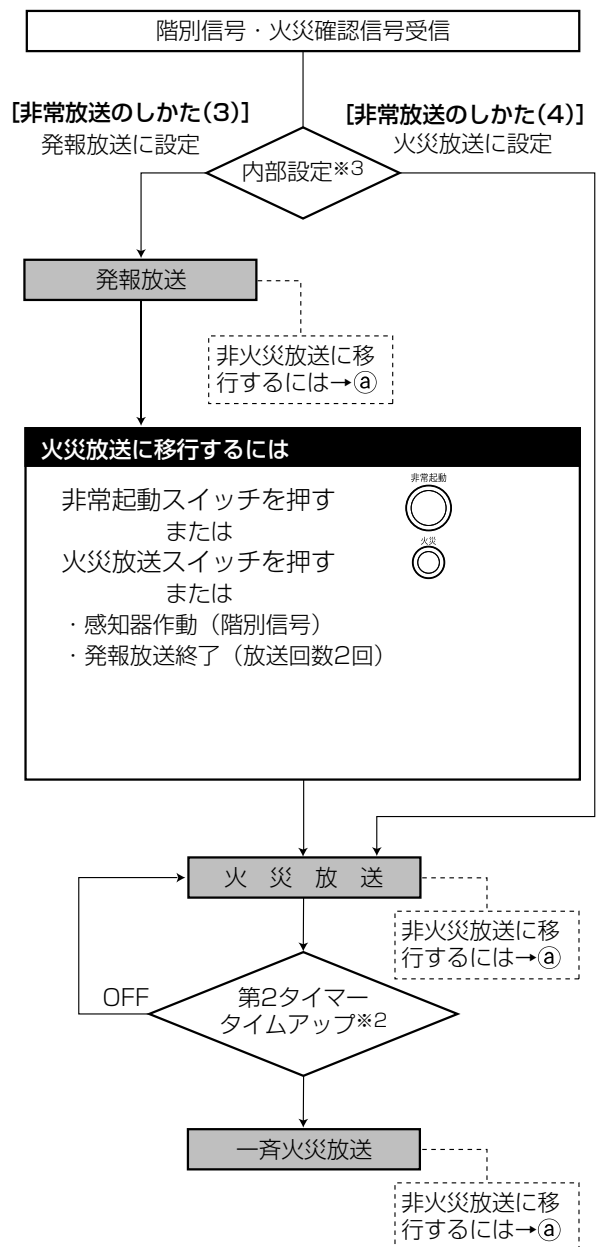 階別信号・火災確認信号受信
[非常放送のしかた(3)]
発報放送に設定
[非常放送のしかた(4)]
火災放送に設定
内部設定※3
発報放送
非火災放送に移
行するには→ⓐ
火災放送に移行するには
非常起動スイッチを押す
非常起動
または
火災放送スイッチを押す
火災
または
・感知器作動（階別信号）
・発報放送終了（放送回数2回）
火 災 放 送
非火災放送に移
行するには→ⓐ
OFF
第2タイマー
タイムアップ※2
一斉火災放送
非火災放送に移
行するには→ⓐ